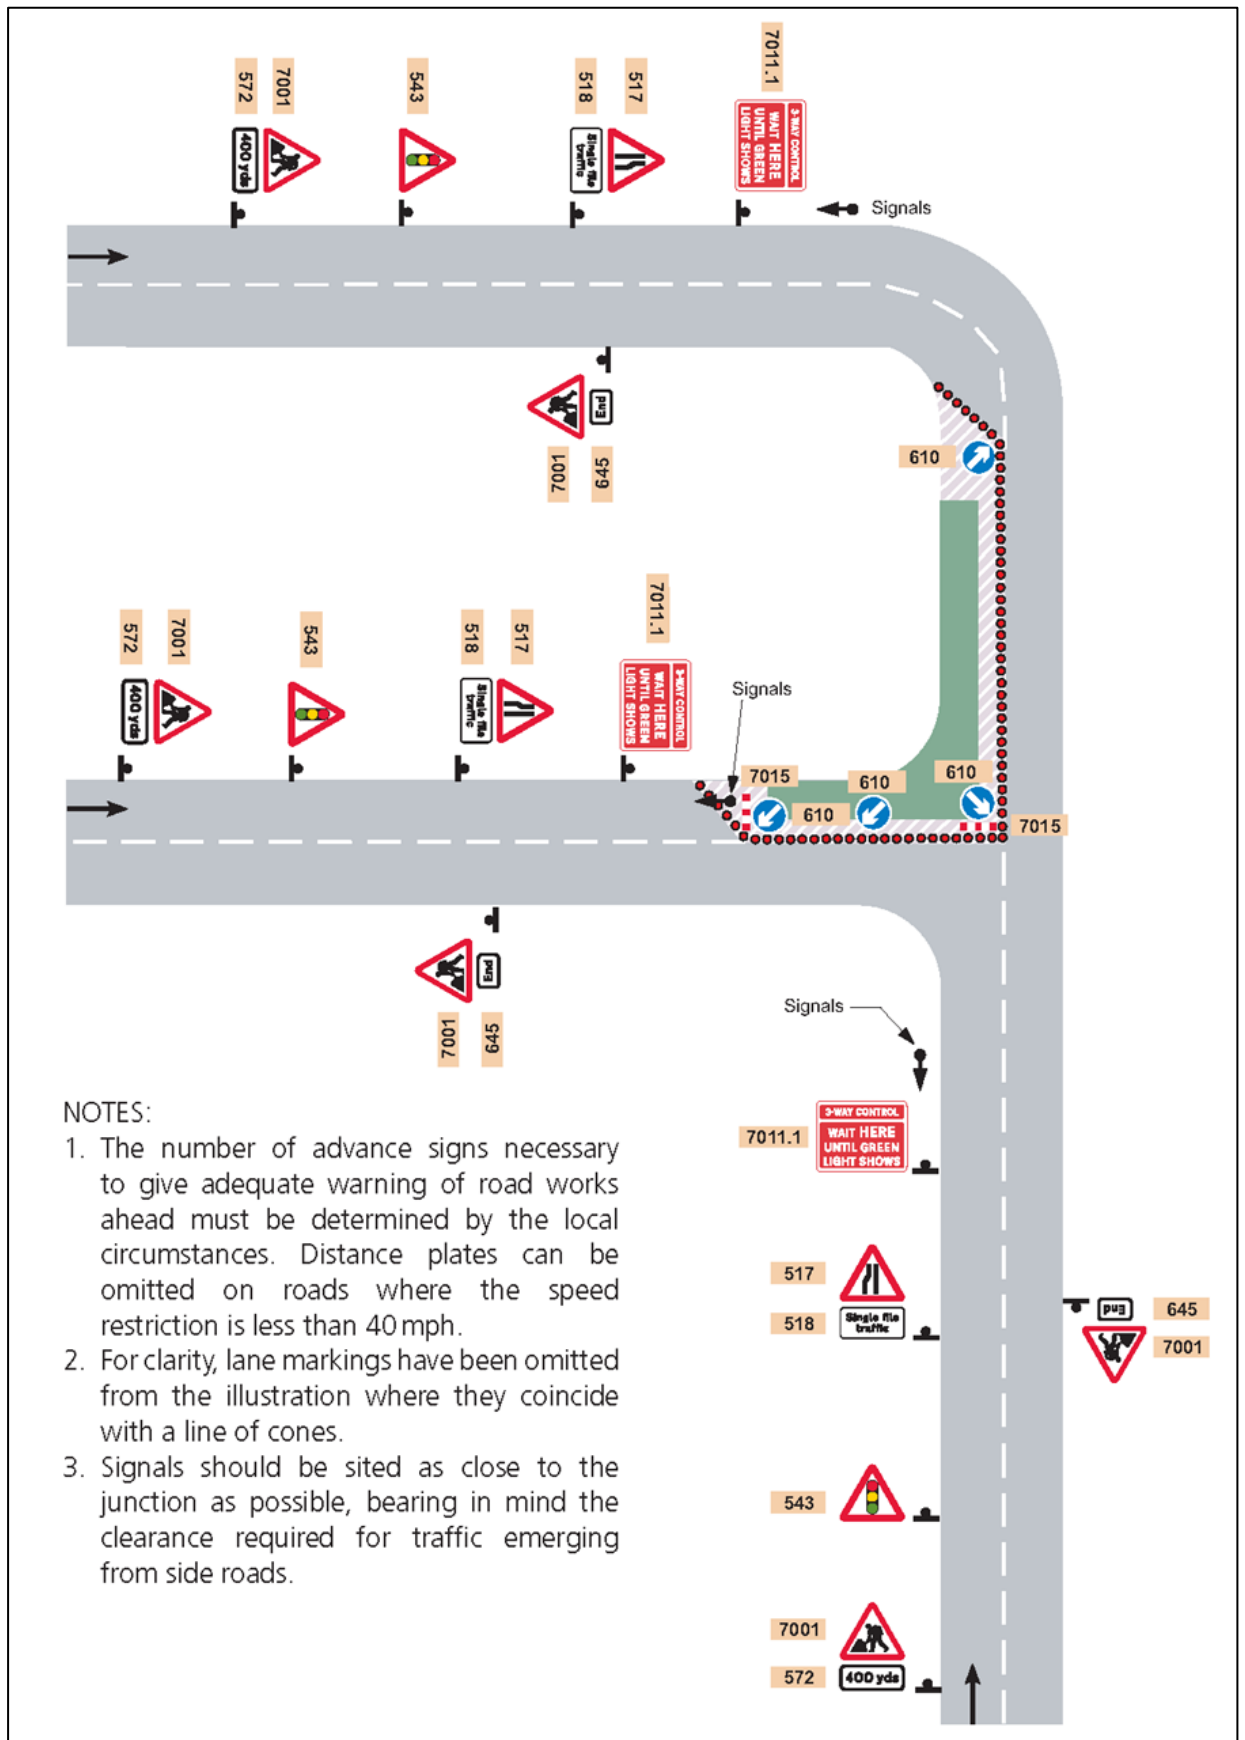 572
7001
543
518
517
7011.1
400 yds
Single file
traffic
3-WAY CONTROL
WAIT HERE
UNTIL GREEN
LIGHT SHOWS
Signals
End
7001
645
610
572
7001
543
518
517
7011.1
400 yds
Single file
traffic
3-WAY CONTROL
WAIT HERE
UNTIL GREEN
LIGHT SHOWS
Signals
7015
610
610
610
7015
End
7001
645
Signals
7011.1
3-WAY CONTROL
WAIT HERE
UNTIL GREEN
LIGHT SHOWS
517
518
Single file
traffic
End
645
7001
543
7001
572
400 yds
NOTES:
1. The number of advance signs necessary
to give adequate warning of road works
ahead must be determined by the local
circumstances. Distance plates can be
omitted on roads where the speed
restriction is less than 40 mph.
2. For clarity, lane markings have been omitted
from the illustration where they coincide
with a line of cones.
3. Signals should be sited as close to the
junction as possible, bearing in mind the
clearance required for traffic emerging
from side roads.